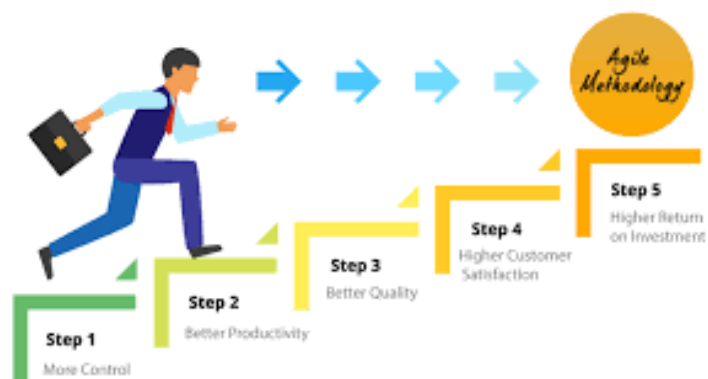 Agile
Methodology
Step 5
Higher Return
on Investment
Step 4
Higher Customer
Satisfaction
Step 3
Better Quality
Step 2
Better Productivity
Step 1
More Control